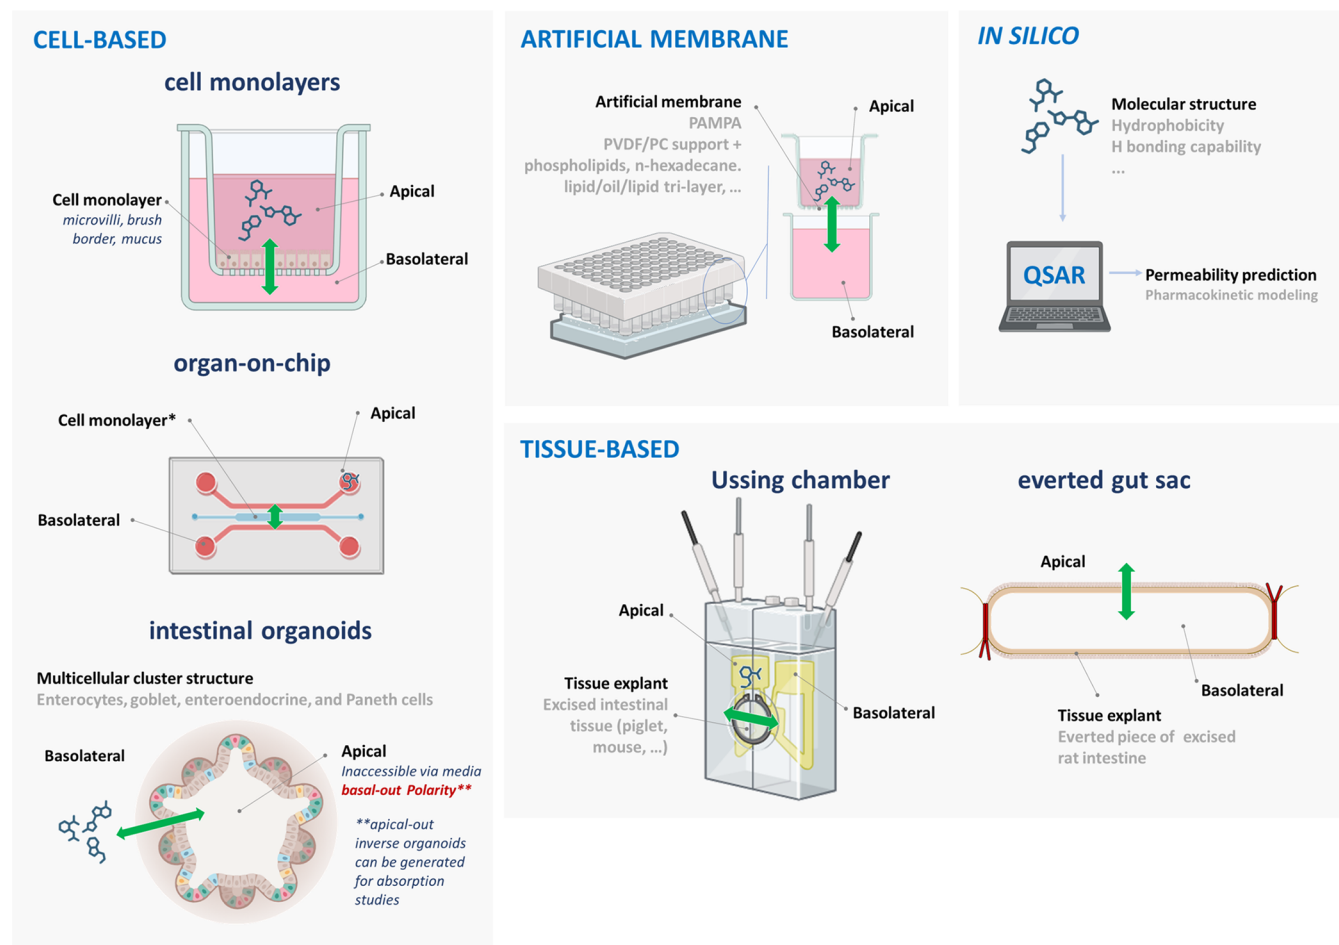 CELL-BASED
cell monolayers
Cell monolayer
microvilli, brush
border, mucus
Apical
Basolateral
organ-on-chip
Cell monolayer*
Apical
Basolateral
intestinal organoids
Multicellular cluster structure
Enterocytes, goblet, enteroendocrine, and Paneth cells
Basolateral
Apical
Inaccessible via media
basal-out Polarity**
**apical-out
inverse organoids
can be generated
for absorption
studies
ARTIFICIAL MEMBRANE
Artificial membrane
PAMPA
PVDF/PC support +
phospholipids, n-hexadecane.
lipid/oil/lipid tri-layer, ...
Apical
Basolateral
IN SILICO
Molecular structure
Hydrophobicity
H bonding capability
...
QSAR
Permeability prediction
Pharmacokinetic modeling
TISSUE-BASED
Ussing chamber
Apical
Tissue explant
Excised intestinal
tissue (piglet,
mouse, ...)
Basolateral
everted gut sac
Apical
Basolateral
Tissue explant
Everted piece of excised
rat intestine